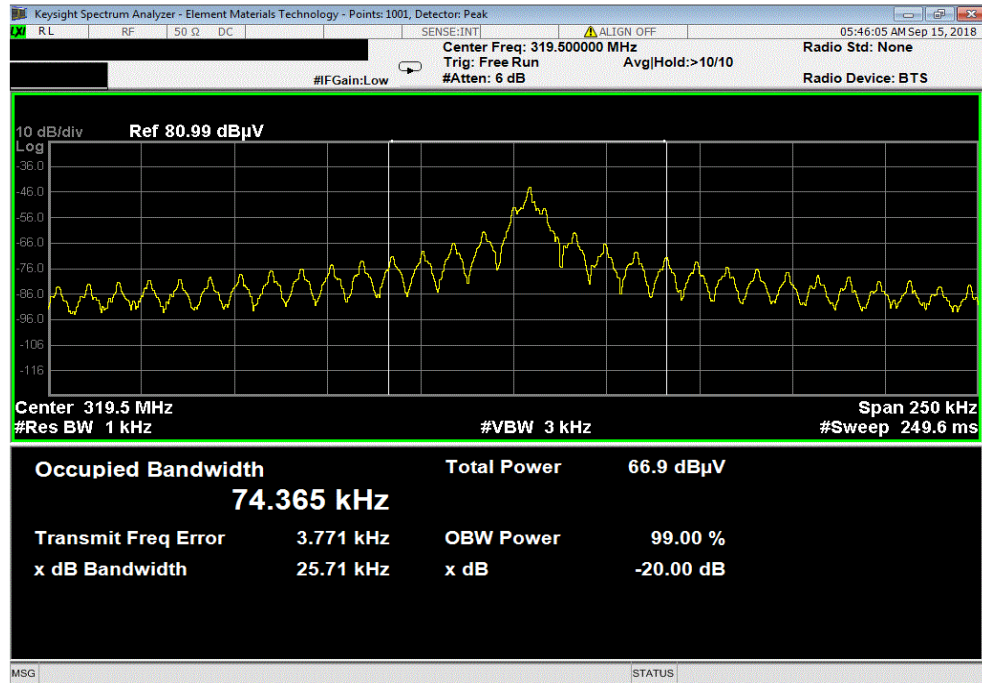 Keysight Spectrum Analyzer - Element Materials Technology - Points: 1001, Detector: Peak
LXI RL RF 50 Ω DC SENSE:INT ALIGN OFF 05:46:05 AM Sep 15, 2018
Center Freq: 319.500000 MHz Radio Std: None
Trig: Free Run Avg|Hold:>10/10
#IFGain:Low #Atten: 6 dB Radio Device: BTS
10 dB/div Ref 80.99 dBµV
Log
-36.0
-46.0
-56.0
-66.0
-76.0
-86.0
-96.0
-106
-116
Center 319.5 MHz Span 250 kHz
#Res BW 1 kHz #VBW 3 kHz #Sweep 249.6 ms
Occupied Bandwidth Total Power 66.9 dBµV
74.365 kHz
Transmit Freq Error 3.771 kHz OBW Power 99.00 %
x dB Bandwidth 25.71 kHz x dB -20.00 dB
MSG STATUS